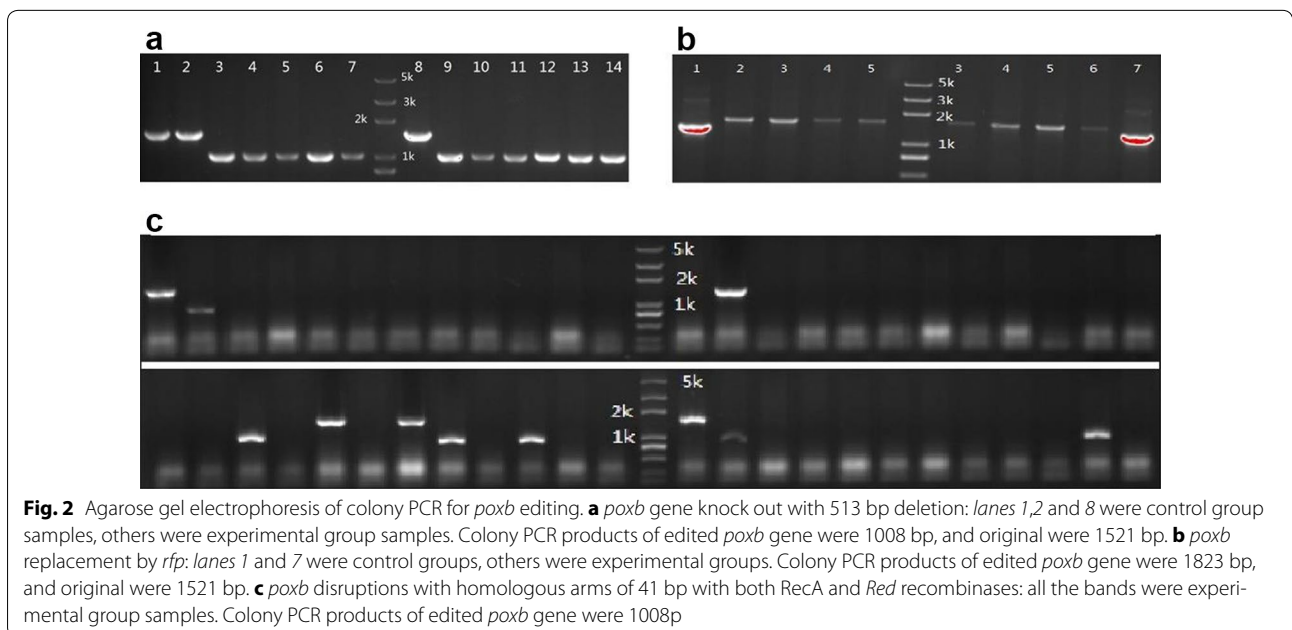 a
1 2 3 4 5 6 7 8 9 10 11 12 13 14
5k
3k
2k
1k
b
1 2 3 4 5 3 4 5 6 7
5k
3k
2k
1k
c
5k
2k
1k
5k
2k
1k
Fig. 2 Agarose gel electrophoresis of colony PCR for poxb editing. a poxb gene knock out with 513 bp deletion: lanes 1,2 and 8 were control group
samples, others were experimental group samples. Colony PCR products of edited poxb gene were 1008 bp, and original were 1521 bp. b poxb
replacement by rfp: lanes 1 and 7 were control groups, others were experimental groups. Colony PCR products of edited poxb gene were 1823 bp,
and original were 1521 bp. c poxb disruptions with homologous arms of 41 bp with both RecA and Red recombinases: all the bands were experi-
mental group samples. Colony PCR products of edited poxb gene were 1008p